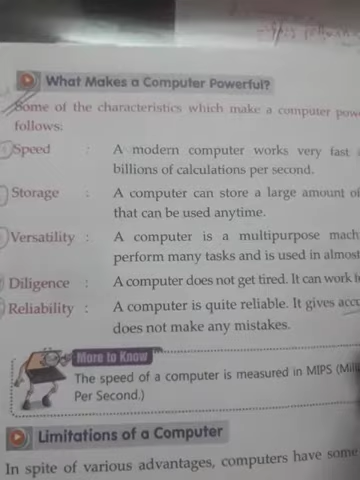 What Makes a Computer Powerful?
Some of the characteristics which make a computer
follows:
Speed : A modern computer works very fast
billions of calculations per second.
Storage : A computer can store a large amount of
that can be used anytime.
Versatility : A computer is a multipurpose
perform many tasks and is used in almost
Diligence : A computer does not get tired. It can work
Reliability : A computer is quite reliable. It gives
does not make any mistakes.
More to Know
The speed of a computer is measured in MIPS
Per Second.)
Limitations of a Computer
In spite of various advantages, computers have some